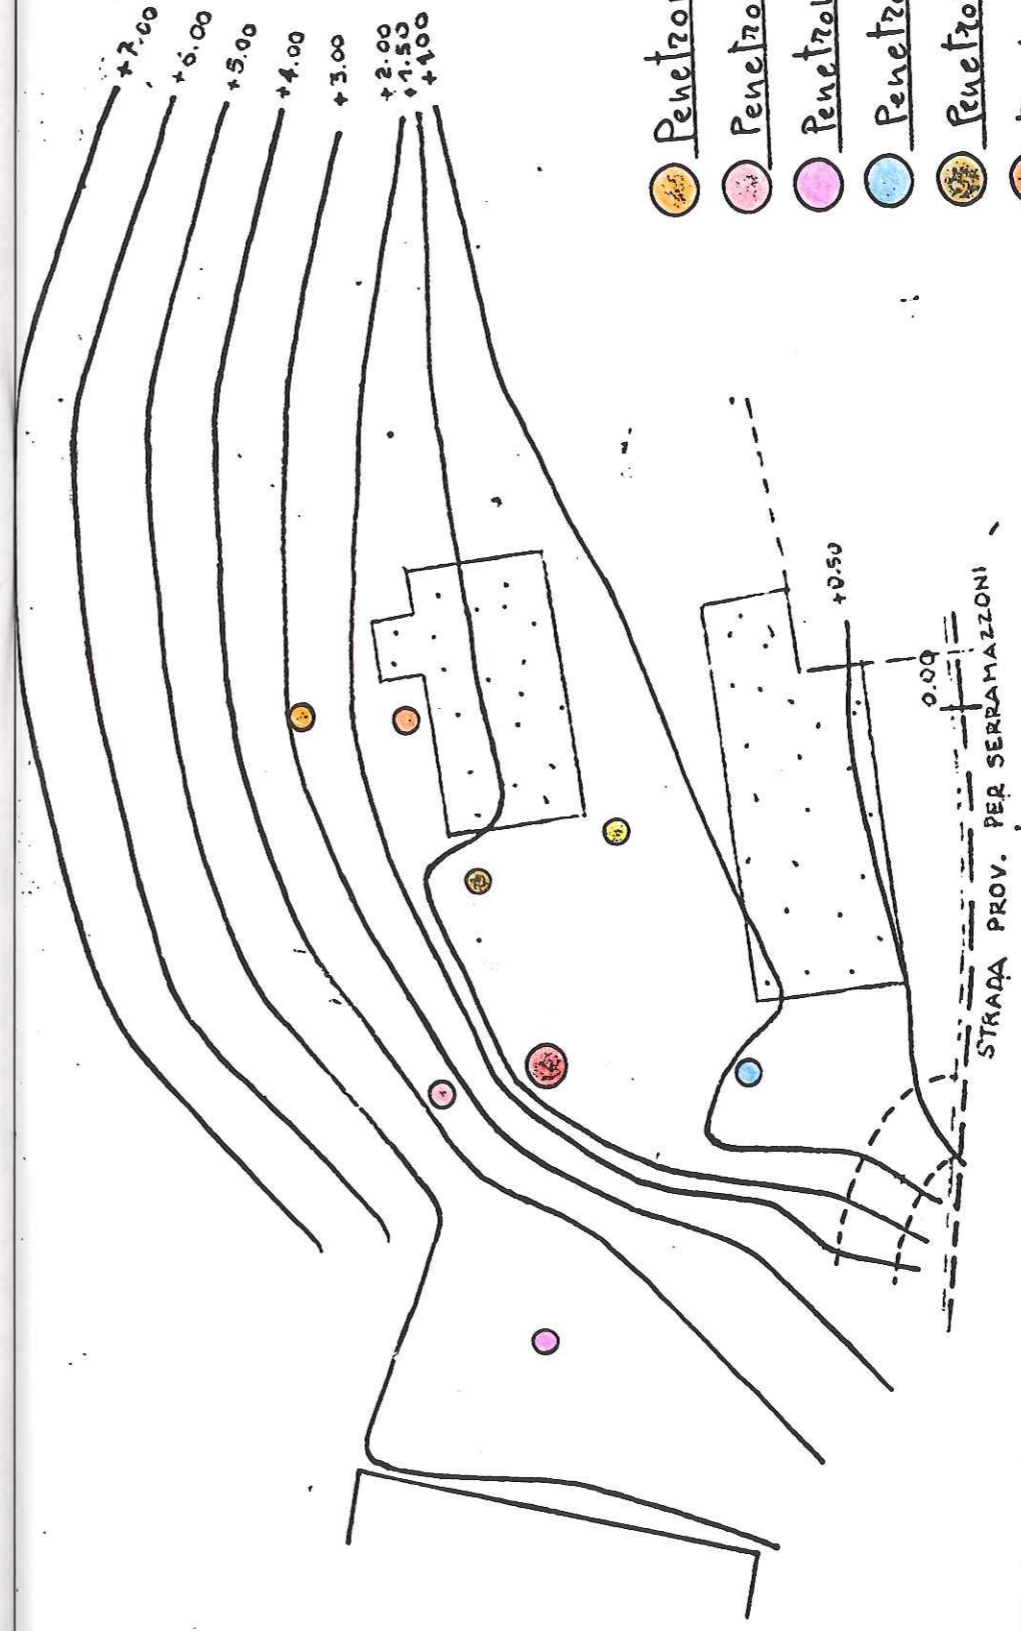 +7.00
+6.00
+5.00
+4.00
+3.00
+2.00
+1.50
+1.00
+0.50
0.00
STRADA PROV. PER SERRAMAZZONI
Penetro
Penetro
Penetro
Penetro
Penetro